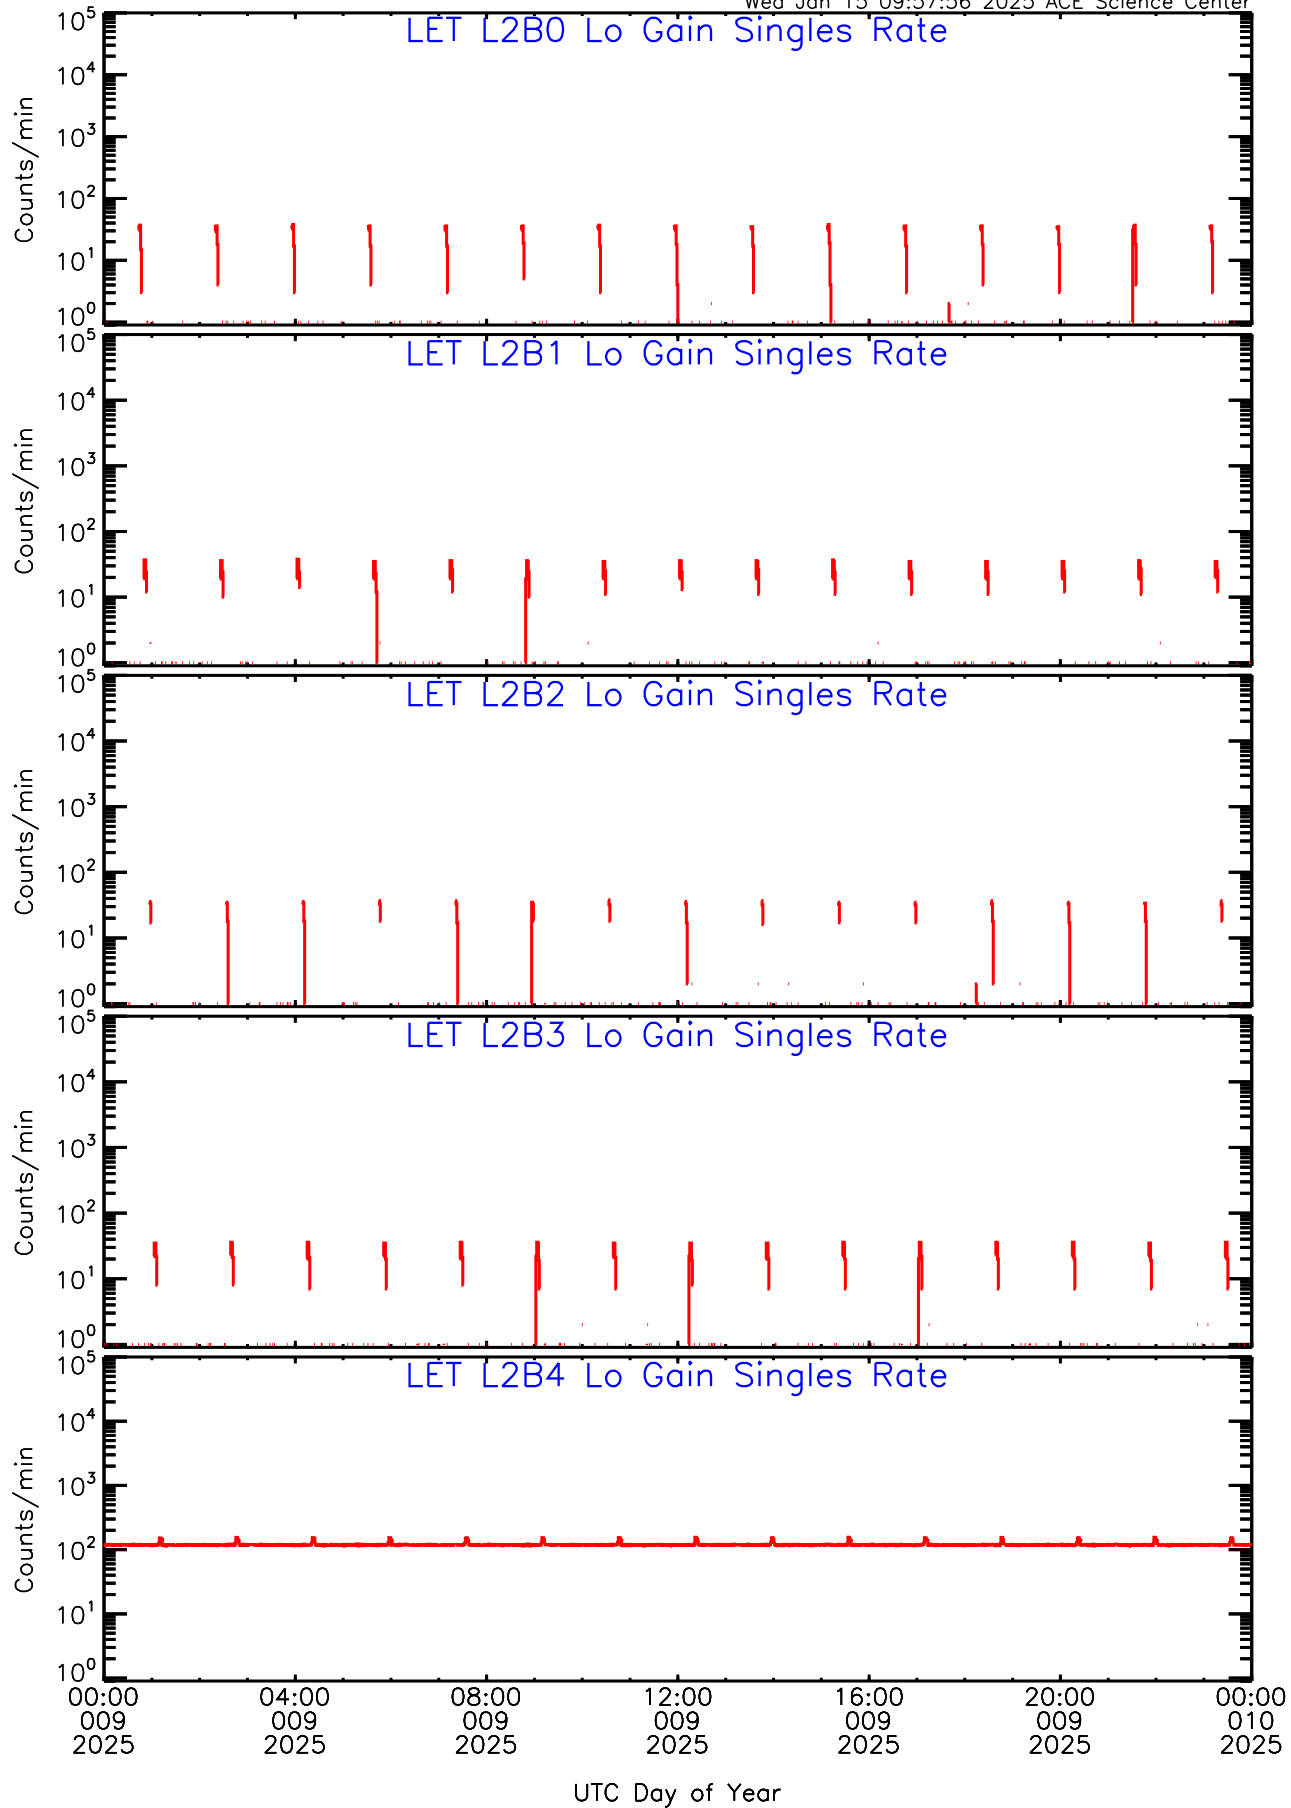 Wed Jan 15 09:57:56 2025 ACE Science Center
LET L2B0 Lo Gain Singles Rate
10^5
10^4
10^3
10^2
10^1
10^0
Counts/min
LET L2B1 Lo Gain Singles Rate
10^5
10^4
10^3
10^2
10^1
10^0
Counts/min
LET L2B2 Lo Gain Singles Rate
10^5
10^4
10^3
10^2
10^1
10^0
Counts/min
LET L2B3 Lo Gain Singles Rate
10^5
10^4
10^3
10^2
10^1
10^0
Counts/min
LET L2B4 Lo Gain Singles Rate
10^5
10^4
10^3
10^2
10^1
10^0
Counts/min
00:00 04:00 08:00 12:00 16:00 20:00 00:00
009 009 009 009 009 009 010
2025 2025 2025 2025 2025 2025 2025
UTC Day of Year